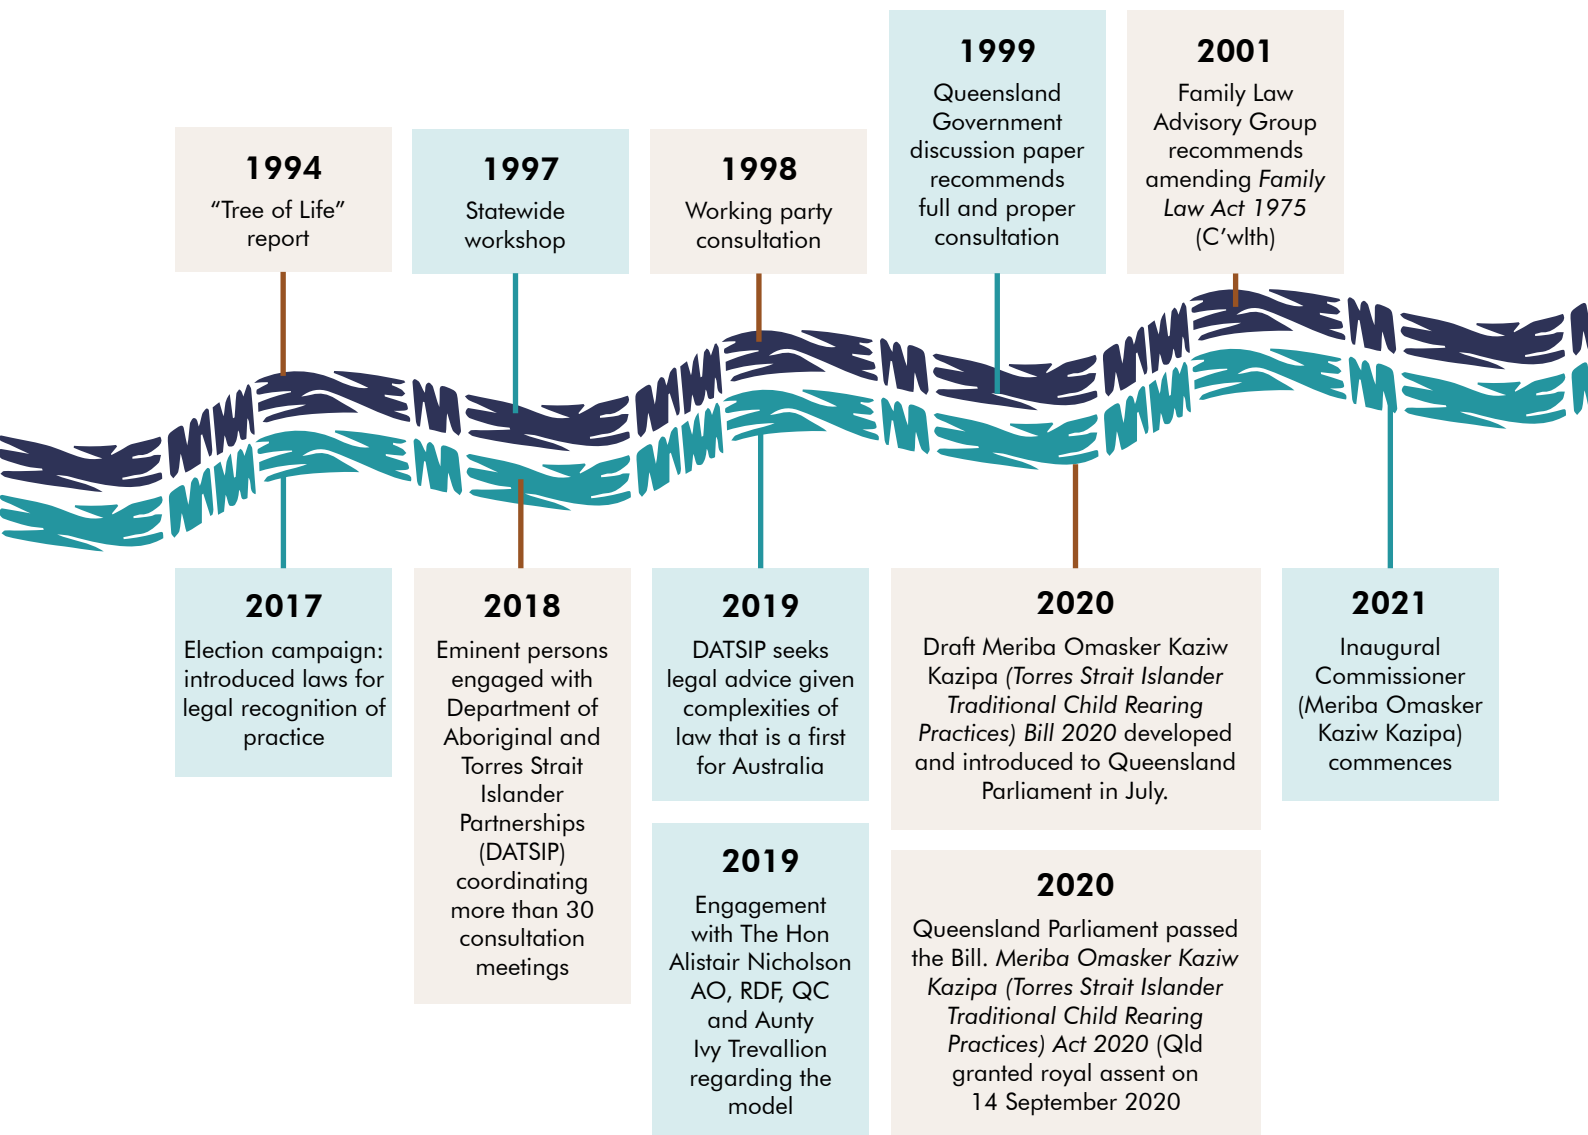 1994
“Tree of Life”
report
1997
Statewide
workshop
1998
Working party
consultation
1999
Queensland
Government
discussion paper
recommends
full and proper
consultation
2001
Family Law
Advisory Group
recommends
amending Family
Law Act 1975
(C’wlth)
2017
Election campaign:
introduced laws for
legal recognition of
practice
2018
Eminent persons
engaged with
Department of
Aboriginal and
Torres Strait
Islander
Partnerships
(DATSIP)
coordinating
more than 30
consultation
meetings
2019
DATSIP seeks
legal advice given
complexities of
law that is a first
for Australia
2019
Engagement
with The Hon
Alistair Nicholson
AO, RDF, QC
and Aunty
Ivy Trevallion
regarding the
model
2020
Draft Meriba Omasker Kaziw
Kazipa (Torres Strait Islander
Traditional Child Rearing
Practices) Bill 2020 developed
and introduced to Queensland
Parliament in July.
2020
Queensland Parliament passed
the Bill. Meriba Omasker Kaziw
Kazipa (Torres Strait Islander
Traditional Child Rearing
Practices) Act 2020 (Qld
granted royal assent on
14 September 2020
2021
Inaugural
Commissioner
(Meriba Omasker
Kaziw Kazipa)
commences